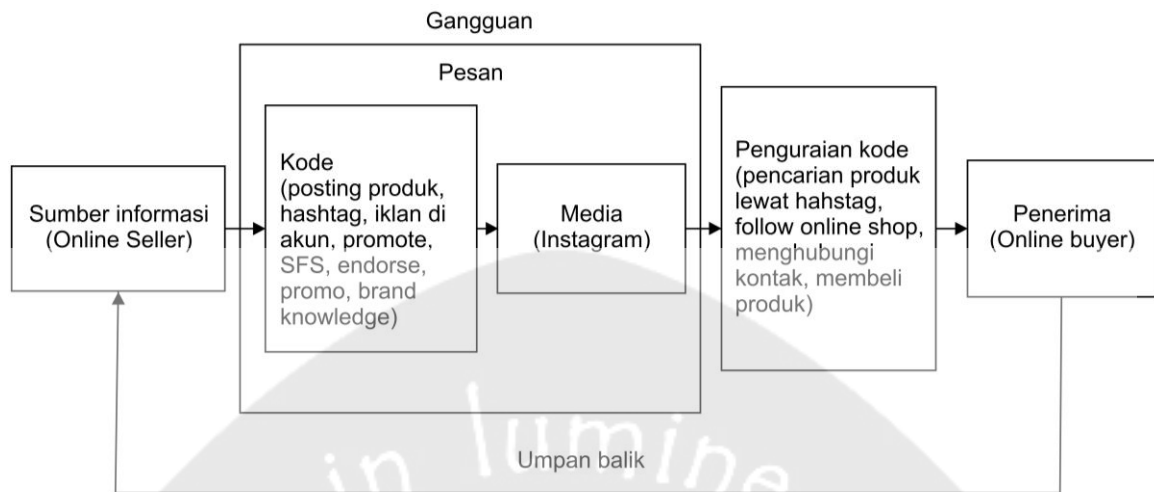 Gangguan
Pesan
Sumber informasi
(Online Seller)
Kode
(posting produk,
hashtag, iklan di
akun, promote,
SFS, endorse,
promo, brand
knowledge)
Media
(Instagram)
Penguraian kode
(pencarian produk
lewat hahstag,
follow online shop,
menghubungi
kontak, membeli
produk)
Penerima
(Online buyer)
Umpan balik
in lumine